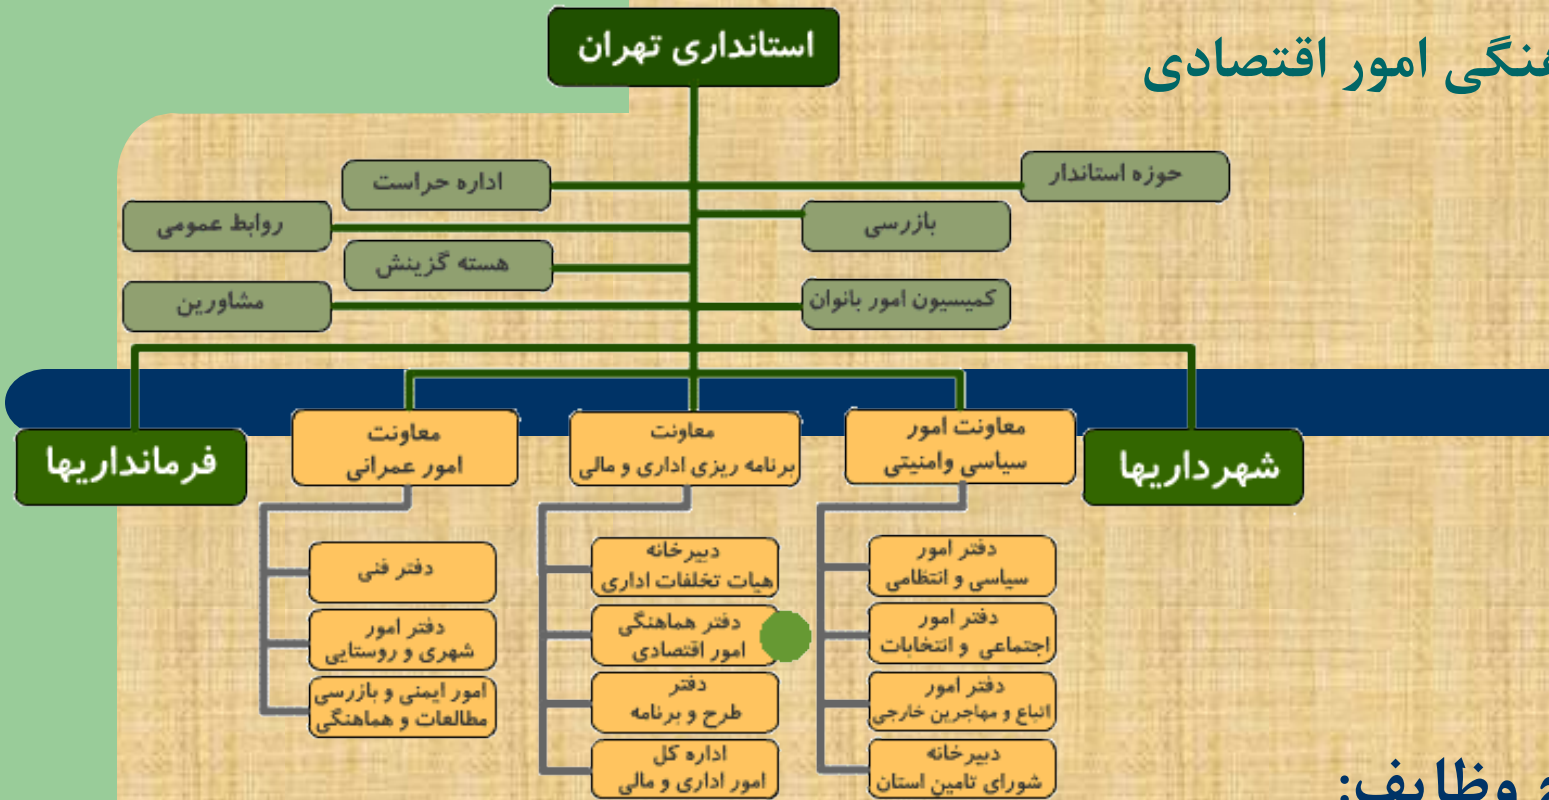 استانداری تهران
هنگی امور اقتصادی
حوزه استاندار
اداره حراست
بازرسی
روابط عمومی
هسته گزینش
کمیسیون امور بانوان
مشاورین
شهرداریها
معاونت امور
سیاسی وامنیتی
معاونت
برنامه ریزی اداری و مالی
معاونت
امور عمرانی
فرمانداریها
دفتر امور
سیاسی و انتظامی
دفتر امور
اجتماعی و انتخابات
دفتر امور
اتباع و مهاجرین خارجی
دبیرخانه
شورای تامین استان
دبیرخانه
هیات تخلفات اداری
دفتر هماهنگی
امور اقتصادی
دفتر
طرح و برنامه
اداره کل
امور اداری و مالی
دفتر فنی
دفتر امور
شهری و روستایی
امور ایمنی و بازرسی
مطالعات و هماهنگی
وظایف: